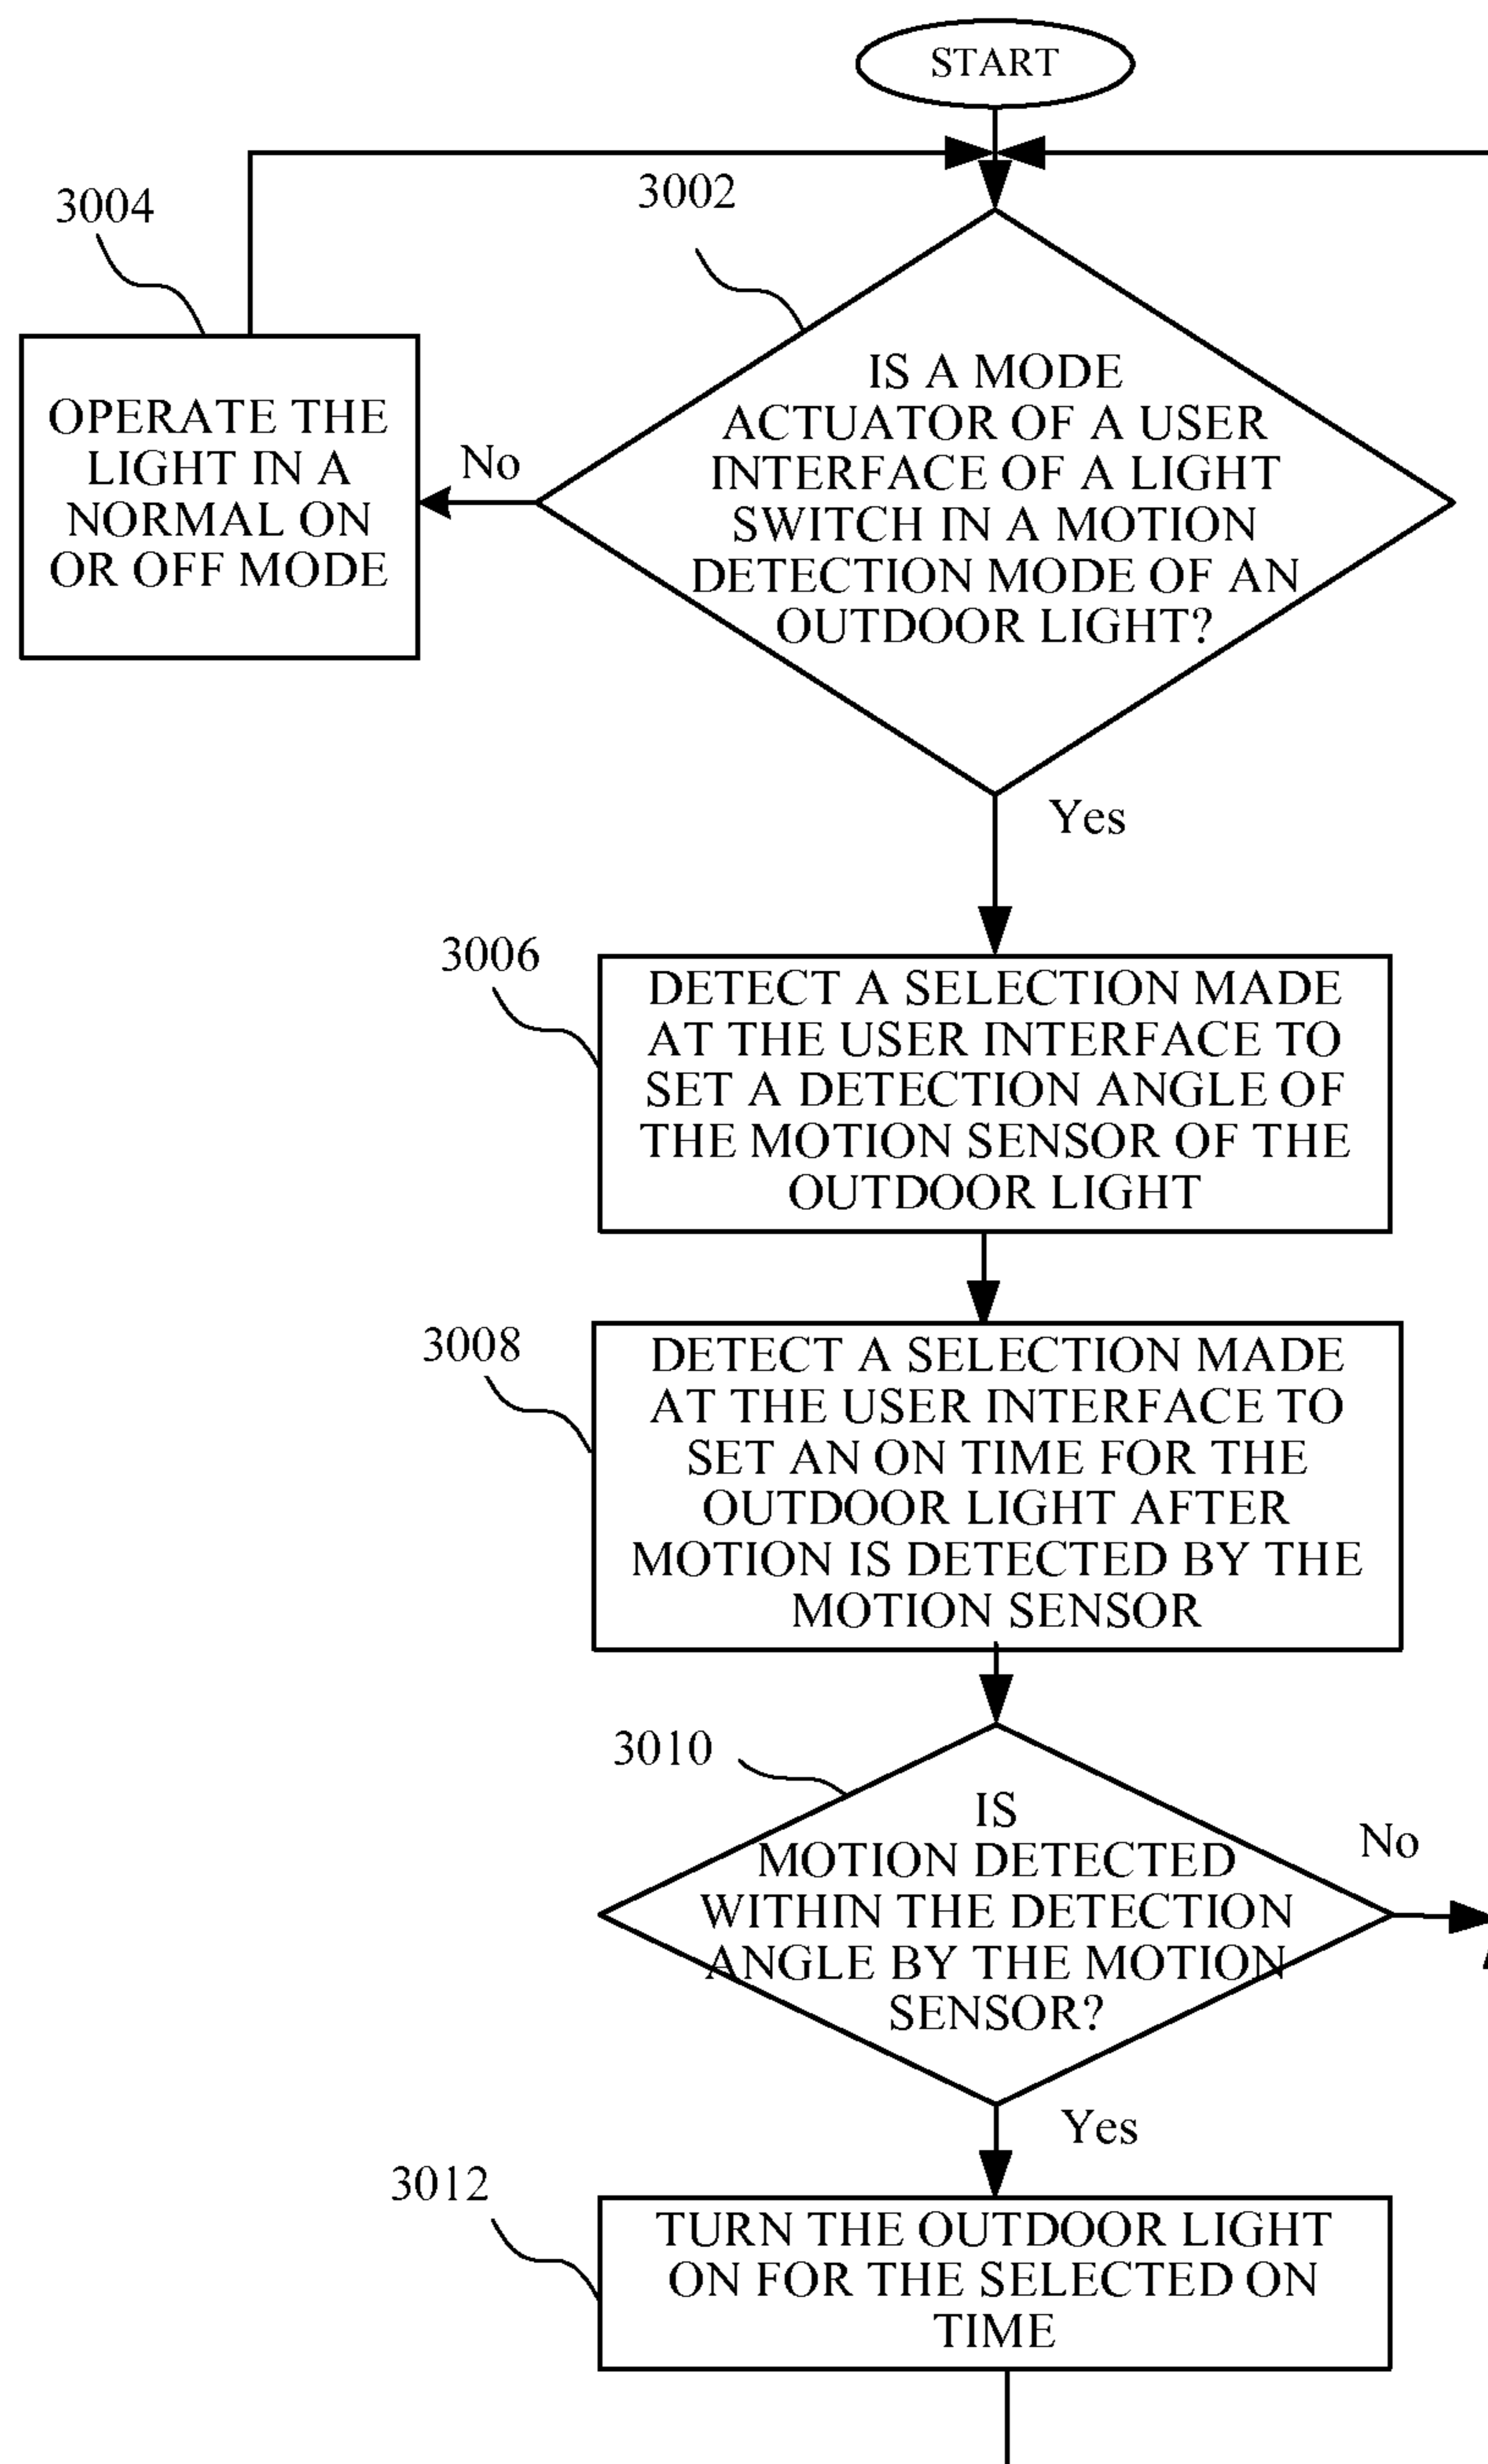 START
3002
3004
IS A MODE
ACTUATOR OF A USER
INTERFACE OF A LIGHT
SWITCH IN A MOTION
DETECTION MODE OF AN
OUTDOOR LIGHT?
No
OPERATE THE
LIGHT IN A
NORMAL ON
OR OFF MODE
Yes
3006
DETECT A SELECTION MADE
AT THE USER INTERFACE TO
SET A DETECTION ANGLE OF
THE MOTION SENSOR OF THE
OUTDOOR LIGHT
3008
DETECT A SELECTION MADE
AT THE USER INTERFACE TO
SET AN ON TIME FOR THE
OUTDOOR LIGHT AFTER
MOTION IS DETECTED BY THE
MOTION SENSOR
3010
IS
MOTION DETECTED
WITHIN THE DETECTION
ANGLE BY THE MOTION
SENSOR?
No
Yes
3012
TURN THE OUTDOOR LIGHT
ON FOR THE SELECTED ON
TIME